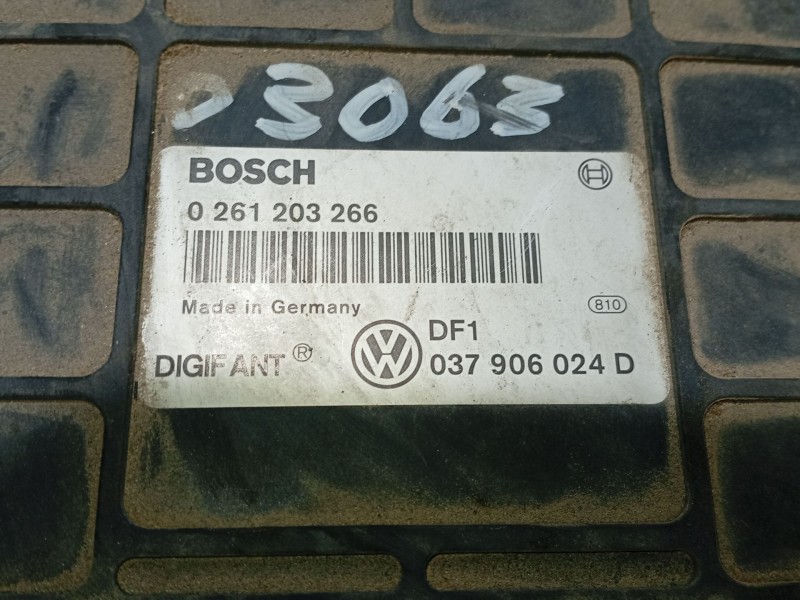 3063
BOSCH
0 261 203 266
Made in Germany
810
DIGIFANT ®
DF1
037 906 024 D